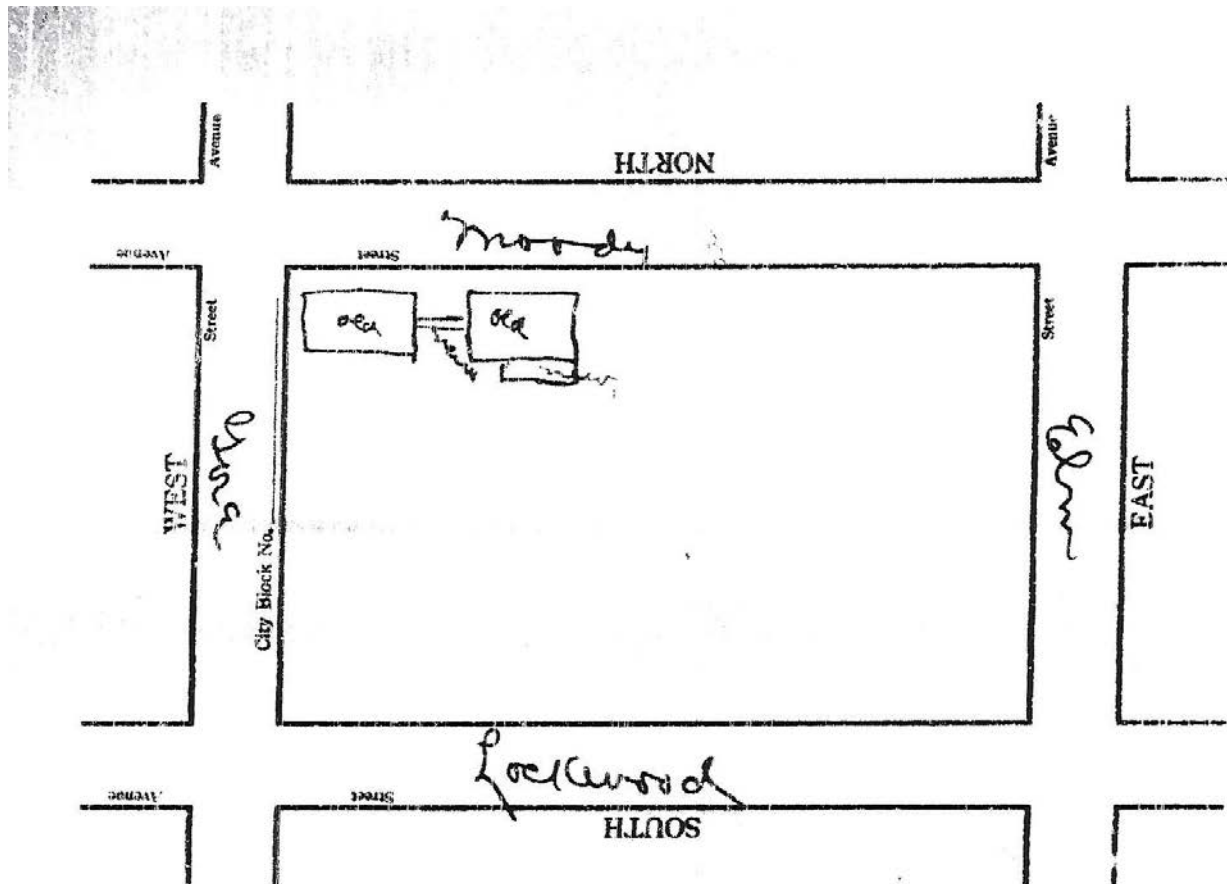 Avenue
Avenue
NORTH
Moody
Avenue
Street
Street
Street
old
old
new
WEST
City Block No.
Elm
EAST
Lockwood
Avenue
Street
SOUTH